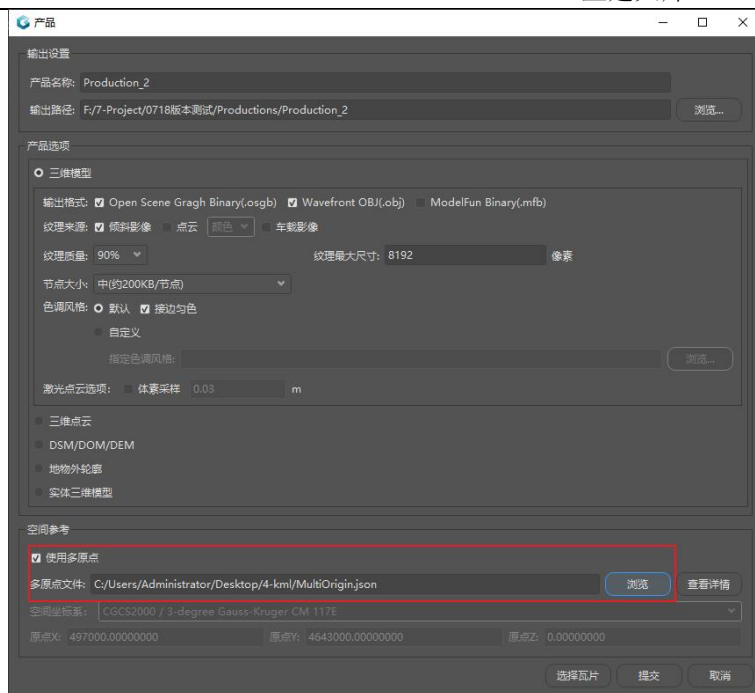 产品
输出设置
产品名称: Production_2
输出路径: F:/7-Project/0718版本测试/Productions/Production_2 浏览...
产品选项
三维模型
输出格式: Open Scene Gragh Binary(.osgb) Wavefront OBJ(.obj) ModelFun Binary(.mfb)
纹理来源: 倾斜影像 点云 颜色 车载影像
纹理质量: 90% 纹理最大尺寸: 8192 像素
节点大小: 中(约200KB/节点)
色调风格: 默认 接边匀色
自定义
指定色调风格: 浏览...
激光点云选项: 体素采样 0.03 m
三维点云
DSM/DOM/DEM
地物外轮廓
实体三维模型
空间参考
使用多原点
多原点文件: C:/Users/Administrator/Desktop/4-kml/MultiOrigin.json 浏览 查看详情
空间坐标系: CGCS2000 / 3-degree Gauss-Kruger CM 117E
原点X: 497000.00000000 原点Y: 4643000.00000000 原点Z: 0.00000000
选择瓦片 提交 取消